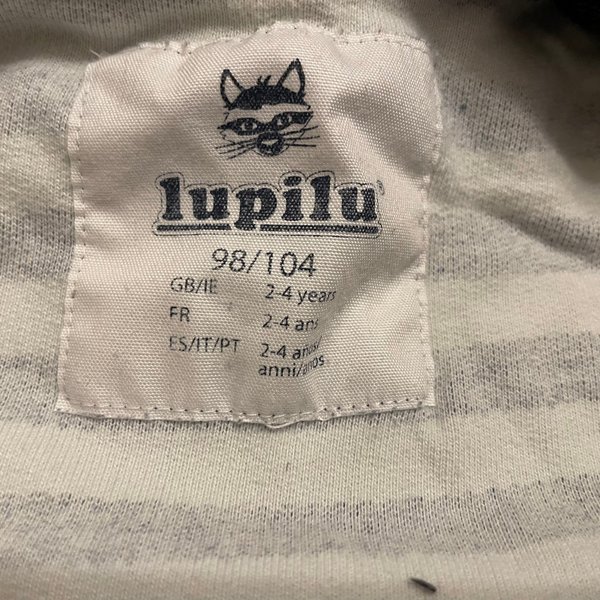 lupilu®
98/104
GB/IE 2-4 years
FR 2-4 ans
ES/IT/PT 2-4 años/
anni/anos